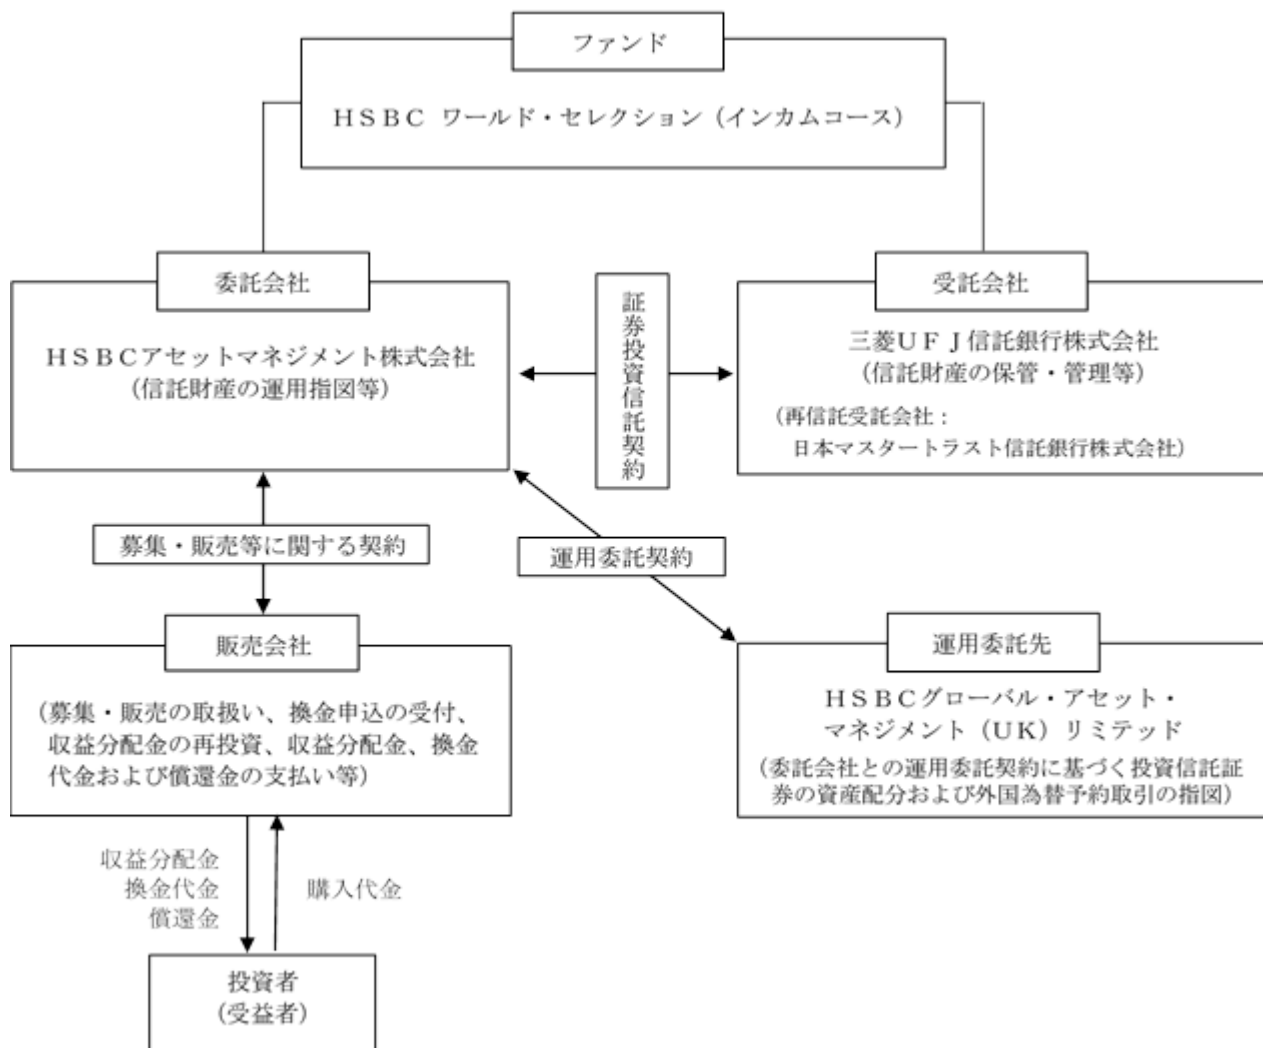 ファンド
ＨＳＢＣ ワールド・セレクション（インカムコース）
委託会社
ＨＳＢＣアセットマネジメント株式会社
（信託財産の運用指図等）
証券投資信託契約
受託会社
三菱ＵＦＪ信託銀行株式会社
（信託財産の保管・管理等）
（再信託受託会社：
日本マスタートラスト信託銀行株式会社）
募集・販売等に関する契約
運用委託契約
販売会社
（募集・販売の取扱い、換金申込の受付、
収益分配金の再投資、収益分配金、換金
代金および償還金の支払い等）
運用委託先
ＨＳＢＣグローバル・アセット・
マネジメント（ＵＫ）リミテッド
（委託会社との運用委託契約に基づく投資信託証
券の資産配分および外国為替予約取引の指図）
収益分配金
換金代金
償還金
購入代金
投資者
（受益者）